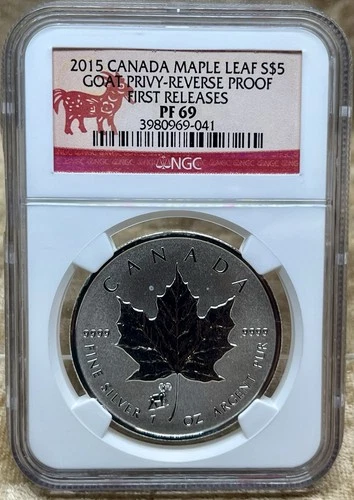 2015 CANADA MAPLE LEAF S$5
GOAT PRIVY-REVERSE PROOF
FIRST RELEASES
PF 69
3980969-041
NGC
CANADA
9999 9999
FINE SILVER 1 OZ ARGENT PUR